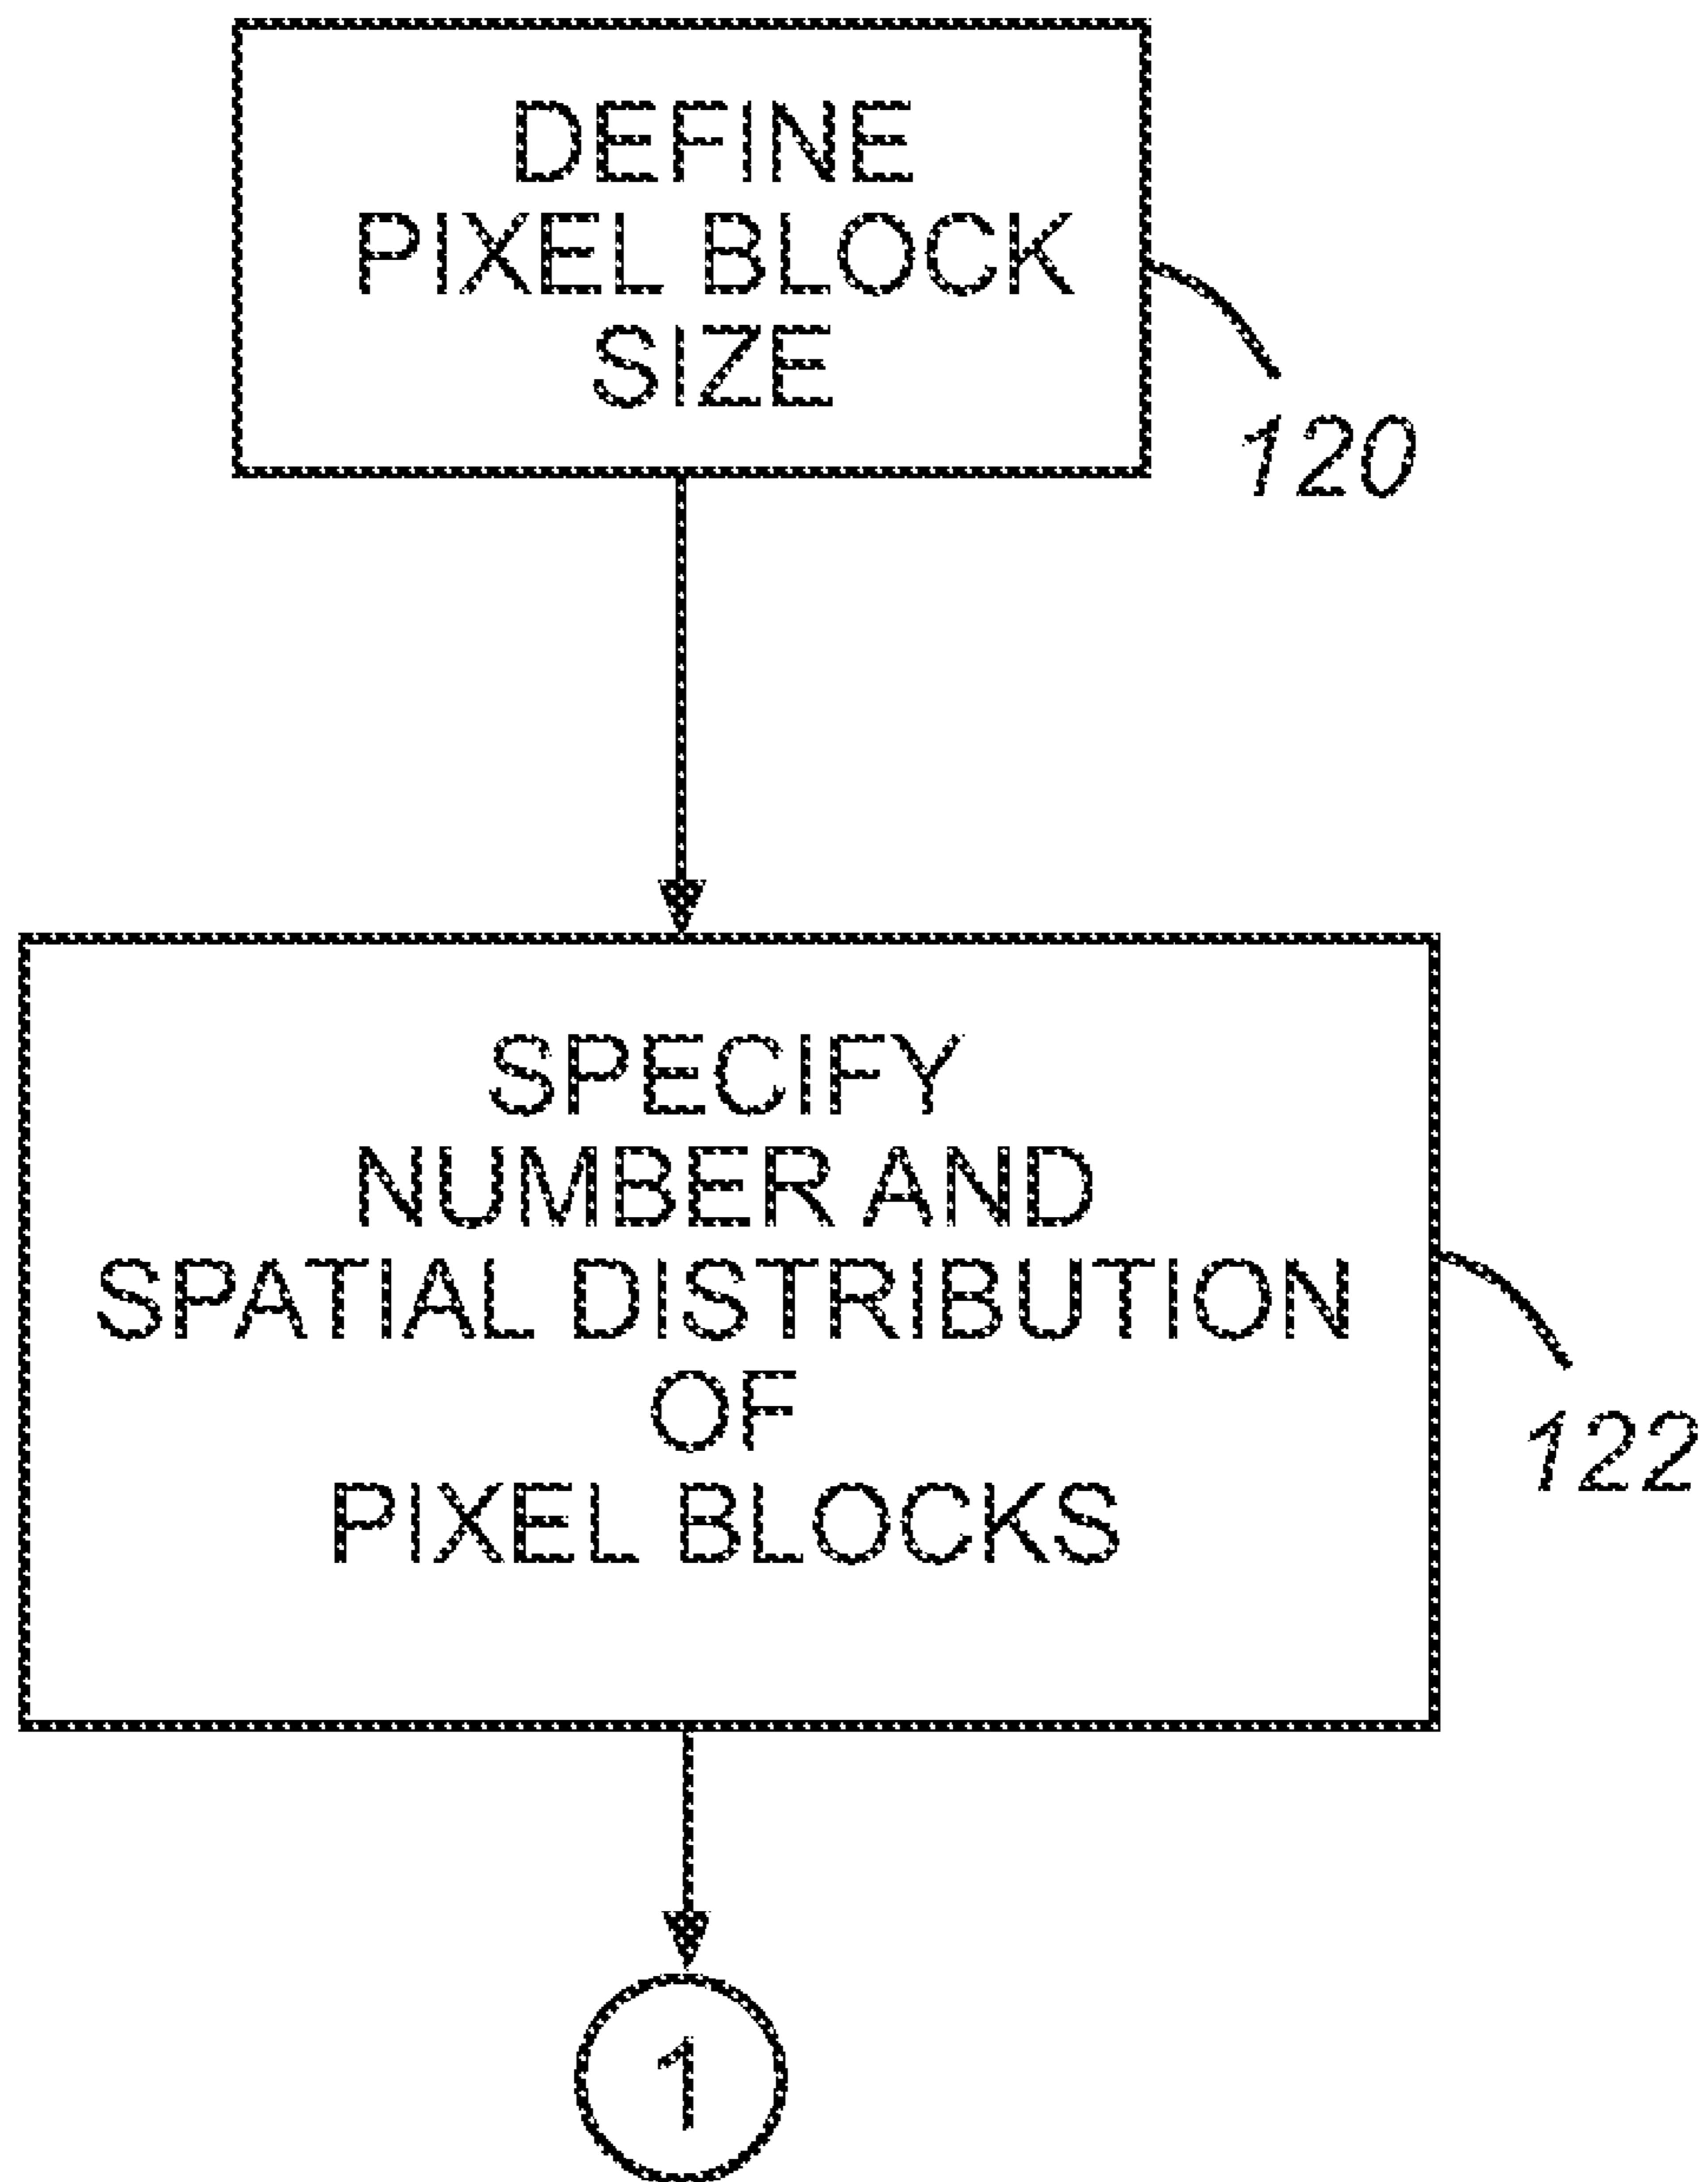 DEFINE
PIXEL BLOCK
SIZE
120
SPECIFY
NUMBER AND
SPATIAL DISTRIBUTION
OF
PIXEL BLOCKS
122
1